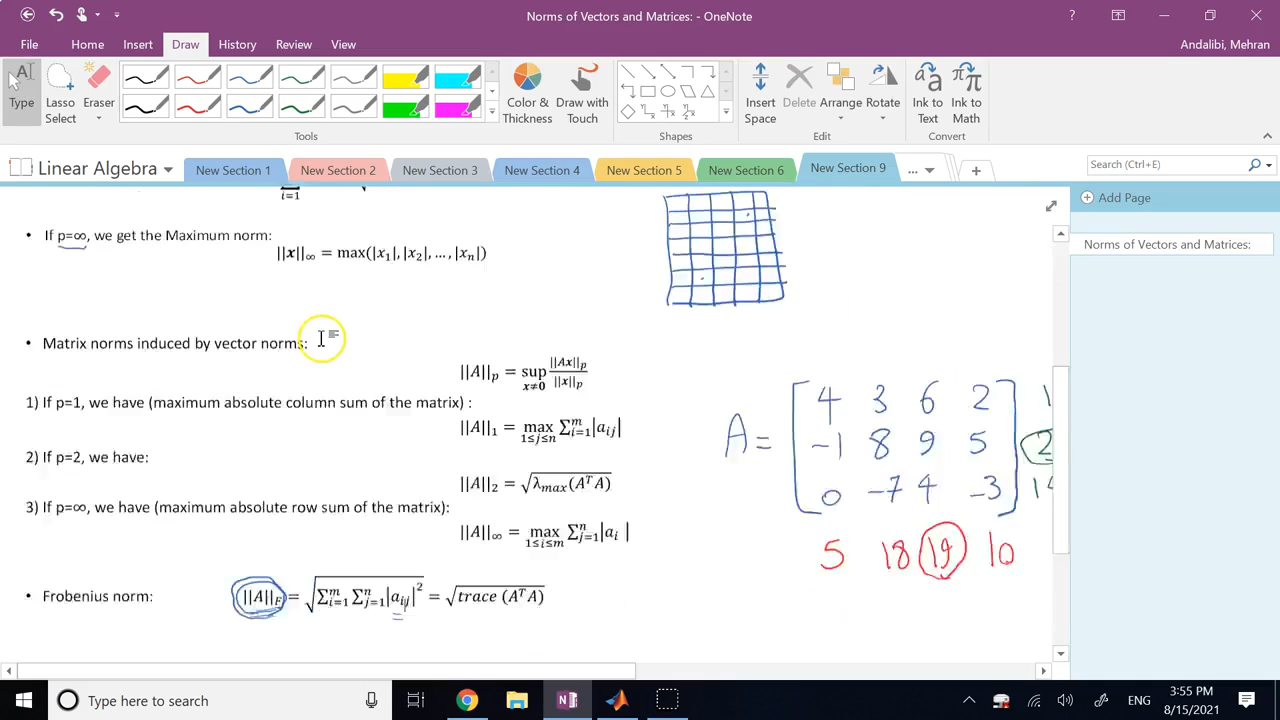 Norms of Vectors and Matrices: - OneNote
?
Andalibi, Mehran
File Home Insert Draw History Review View
Type
Lasso
Select
Eraser
Color &
Thickness
Draw with
Touch
Insert
Space
Delete
Arrange
Rotate
Ink to
Text
Ink to
Math
Tools
Shapes
Edit
Convert
Linear Algebra
New Section 1
New Section 2
New Section 3
New Section 4
New Section 5
New Section 6
New Section 9
...
Search (Ctrl+E)
Add Page
Norms of Vectors and Matrices:
i=1
• If p=∞, we get the Maximum norm:
||x||∞ = max(|x₁|, |x₂|, …, |xₙ|)
• Matrix norms induced by vector norms:
||A||ₚ = sup x≠0 ||Ax||ₚ / ||x||ₚ
1) If p=1, we have (maximum absolute column sum of the matrix) :
||A||₁ = max 1≤j≤n ∑ᵢ₌₁ᵐ|aᵢⱼ|
2) If p=2, we have:
||A||₂ = √λₘₐₓ(AᵀA)
3) If p=∞, we have (maximum absolute row sum of the matrix):
||A||∞ = max 1≤i≤m ∑ⱼ₌₁ⁿ|aᵢ |
• Frobenius norm: ||A||F = √∑ᵢ₌₁ᵐ ∑ⱼ₌₁ⁿ|aᵢⱼ|² = √trace (AᵀA)
4 3 6 2
A = -1 8 9 5
0 -7 4 -3
5 18 19 10
Type here to search
ENG
3:55 PM
8/15/2021